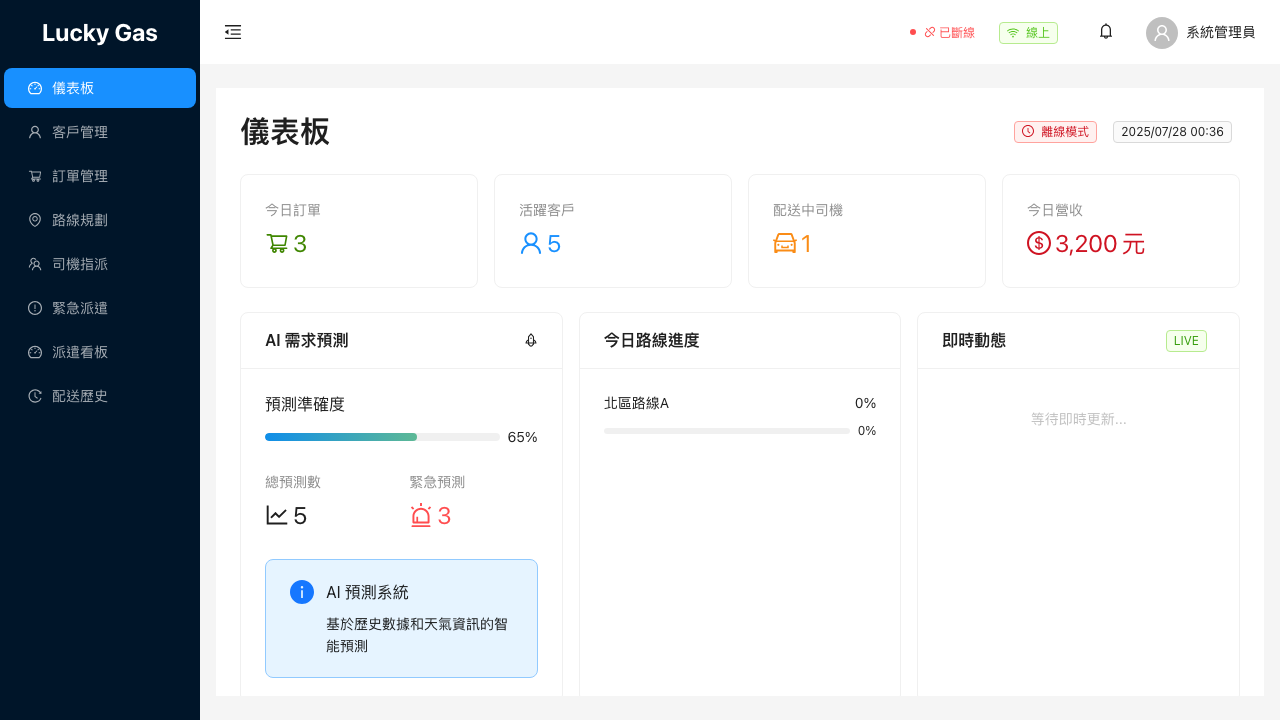 Lucky Gas
儀表板
客戶管理
訂單管理
路線規劃
司機指派
緊急派遣
派遣看板
配送歷史
已斷線
線上
系統管理員
儀表板
離線模式
2025/07/28 00:36
今日訂單
3
活躍客戶
5
配送中司機
1
今日營收
3,200 元
AI 需求預測
預測準確度
65%
總預測數
5
緊急預測
3
AI 預測系統
基於歷史數據和天氣資訊的智
能預測
今日路線進度
北區路線A
0%
0%
即時動態
LIVE
等待即時更新...